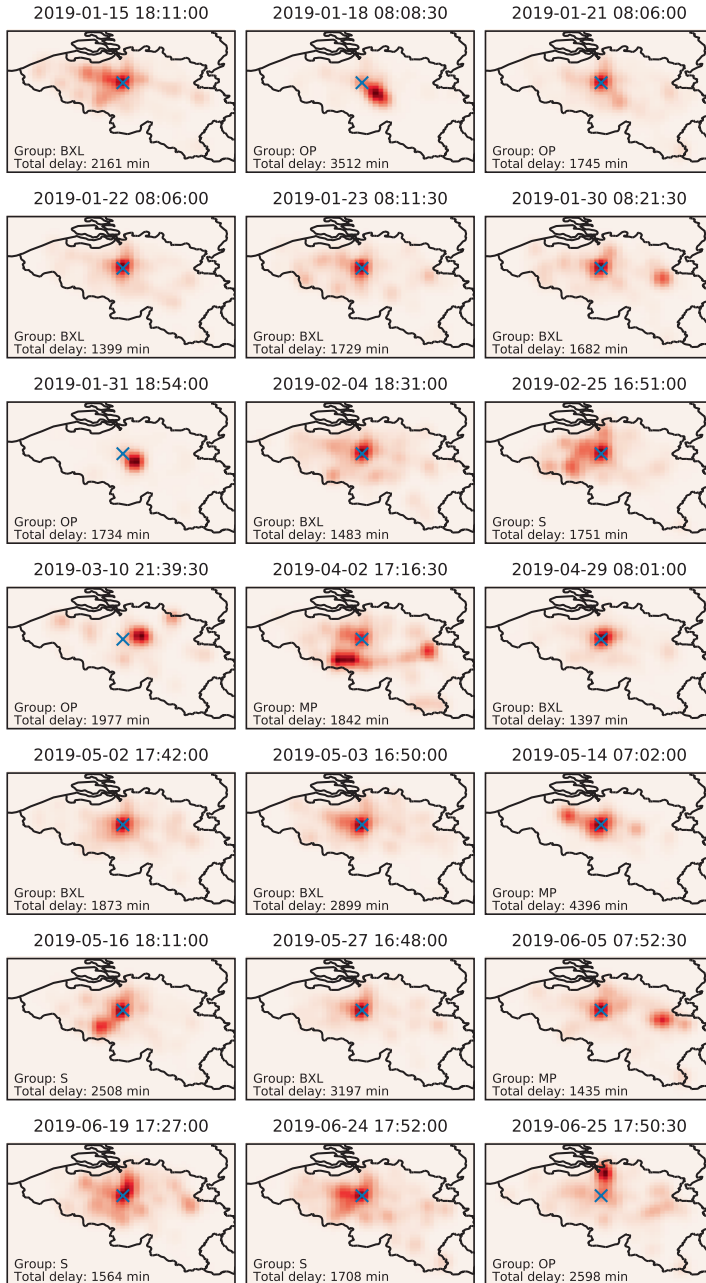 2019-01-15 18:11:00
2019-01-18 08:08:30
2019-01-21 08:06:00
Group: BXL
Total delay: 2161 min
Group: OP
Total delay: 3512 min
Group: OP
Total delay: 1745 min
2019-01-22 08:06:00
2019-01-23 08:11:30
2019-01-30 08:21:30
Group: BXL
Total delay: 1399 min
Group: BXL
Total delay: 1729 min
Group: BXL
Total delay: 1682 min
2019-01-31 18:54:00
2019-02-04 18:31:00
2019-02-25 16:51:00
Group: OP
Total delay: 1734 min
Group: BXL
Total delay: 1483 min
Group: S
Total delay: 1751 min
2019-03-10 21:39:30
2019-04-02 17:16:30
2019-04-29 08:01:00
Group: OP
Total delay: 1977 min
Group: MP
Total delay: 1842 min
Group: BXL
Total delay: 1397 min
2019-05-02 17:42:00
2019-05-03 16:50:00
2019-05-14 07:02:00
Group: BXL
Total delay: 1873 min
Group: BXL
Total delay: 2899 min
Group: MP
Total delay: 4396 min
2019-05-16 18:11:00
2019-05-27 16:48:00
2019-06-05 07:52:30
Group: S
Total delay: 2508 min
Group: BXL
Total delay: 3197 min
Group: MP
Total delay: 1435 min
2019-06-19 17:27:00
2019-06-24 17:52:00
2019-06-25 17:50:30
Group: S
Total delay: 1564 min
Group: S
Total delay: 1708 min
Group: OP
Total delay: 2598 min